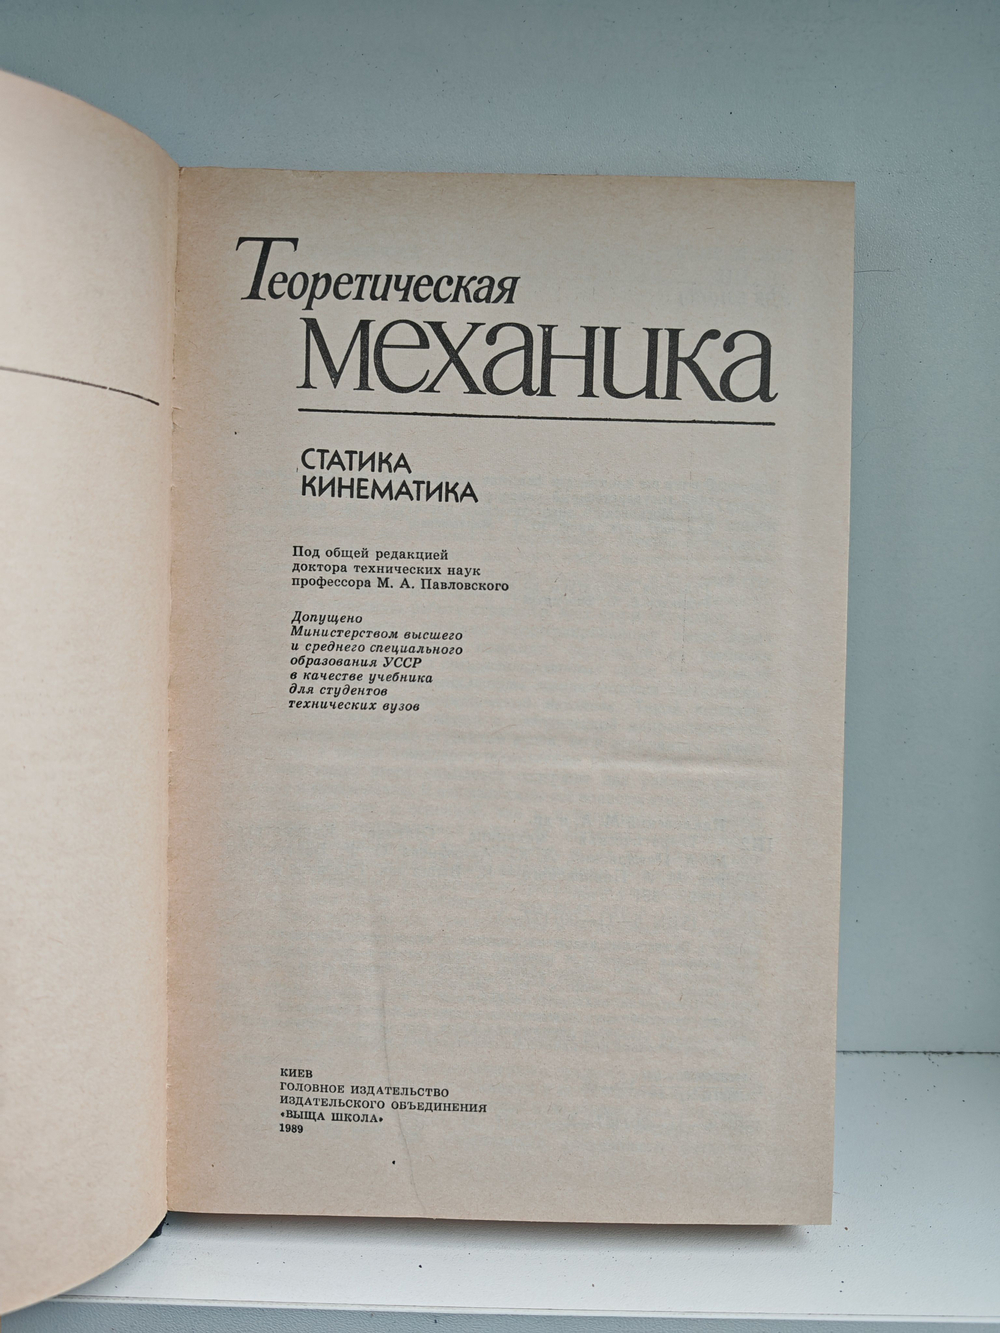 Теоретическая
механика
СТАТИКА
КИНЕМАТИКА
Под общей редакцией
доктора технических наук
профессора М. А. Павловского
Допущено
Министерством высшего
и среднего специального
образования УССР
в качестве учебника
для студентов
технических вузов
КИЕВ
ГОЛОВНОЕ ИЗДАТЕЛЬСТВО
ИЗДАТЕЛЬСКОГО ОБЪЕДИНЕНИЯ
«ВЫЩА ШКОЛА»
1989